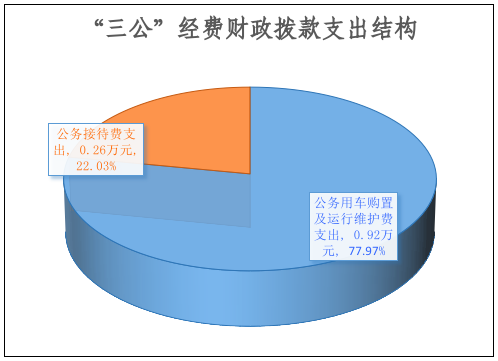 “三公”经费财政拨款支出结构
公务接待费支
出, 0.26万元,
22.03%
公务用车购置
及运行维护费
支出, 0.92万
元, 77.97%